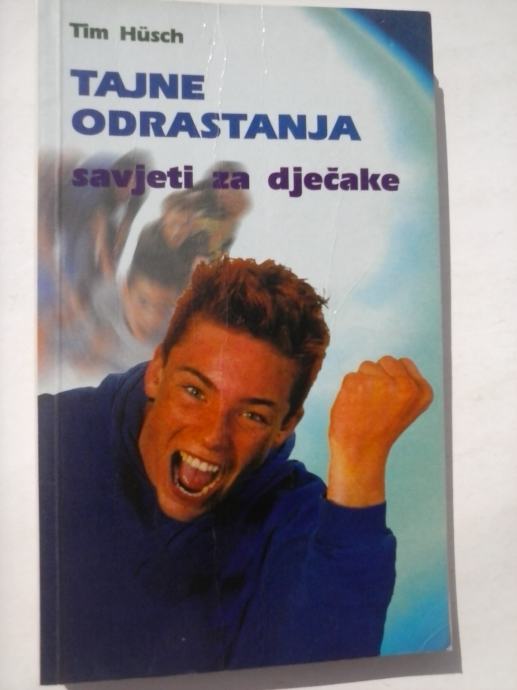 Tim Hüsch
TAJNE
ODRASTANJA
savjeti za dječake